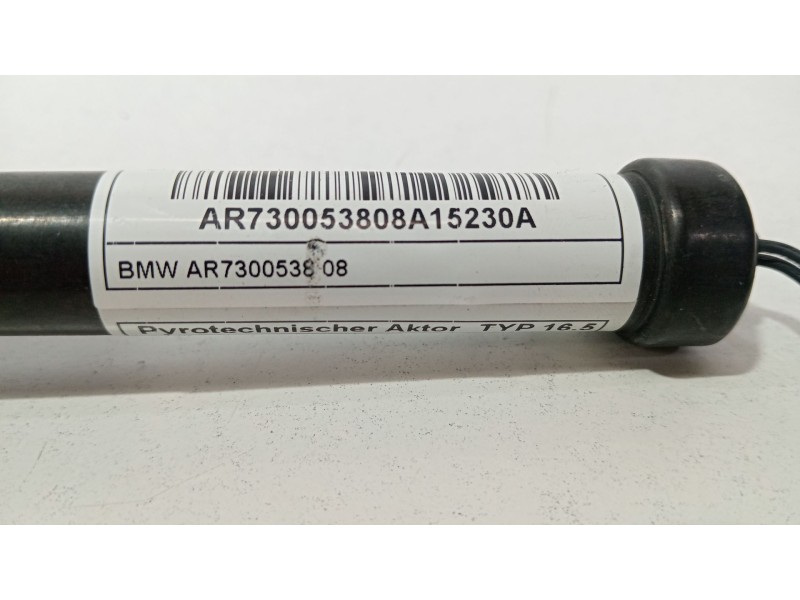 AR730053808A15230A
BMW AR7300538 08
Pyrotechnischer Aktor TYP 16.5